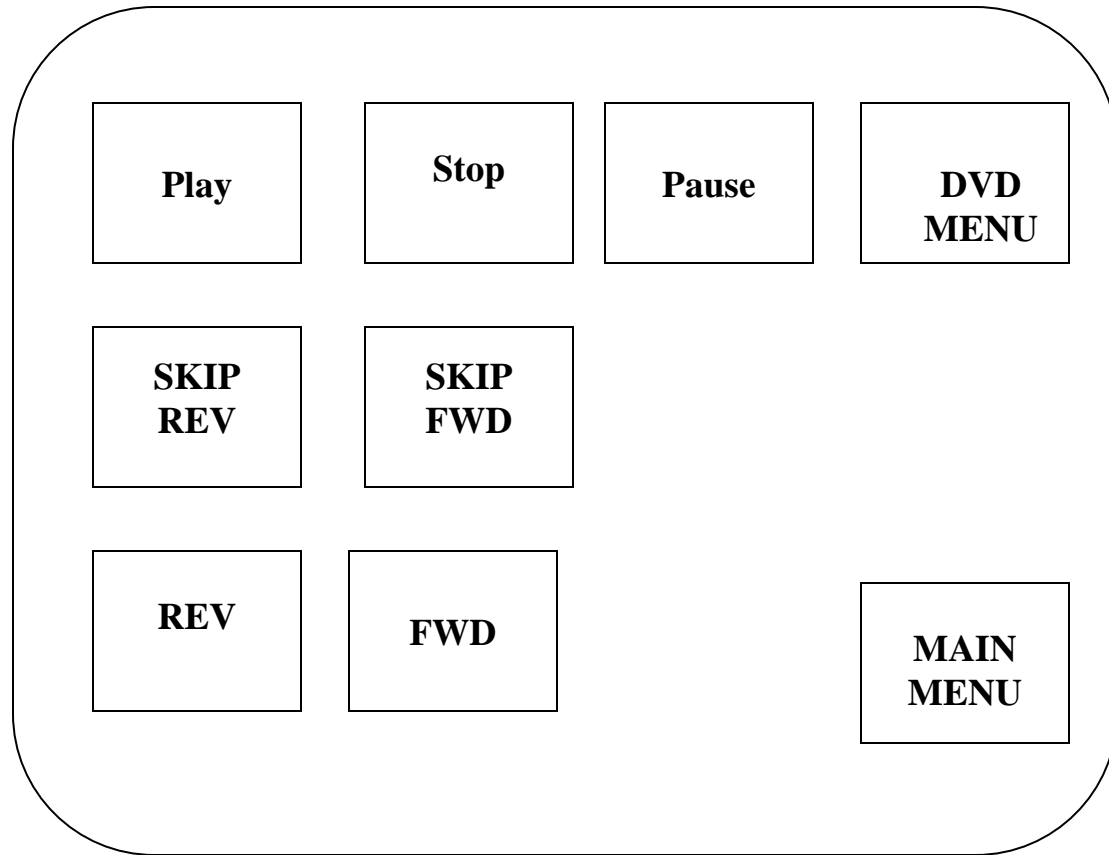 Play
Stop
Pause
DVD
MENU
SKIP
REV
SKIP
FWD
REV
FWD
MAIN
MENU